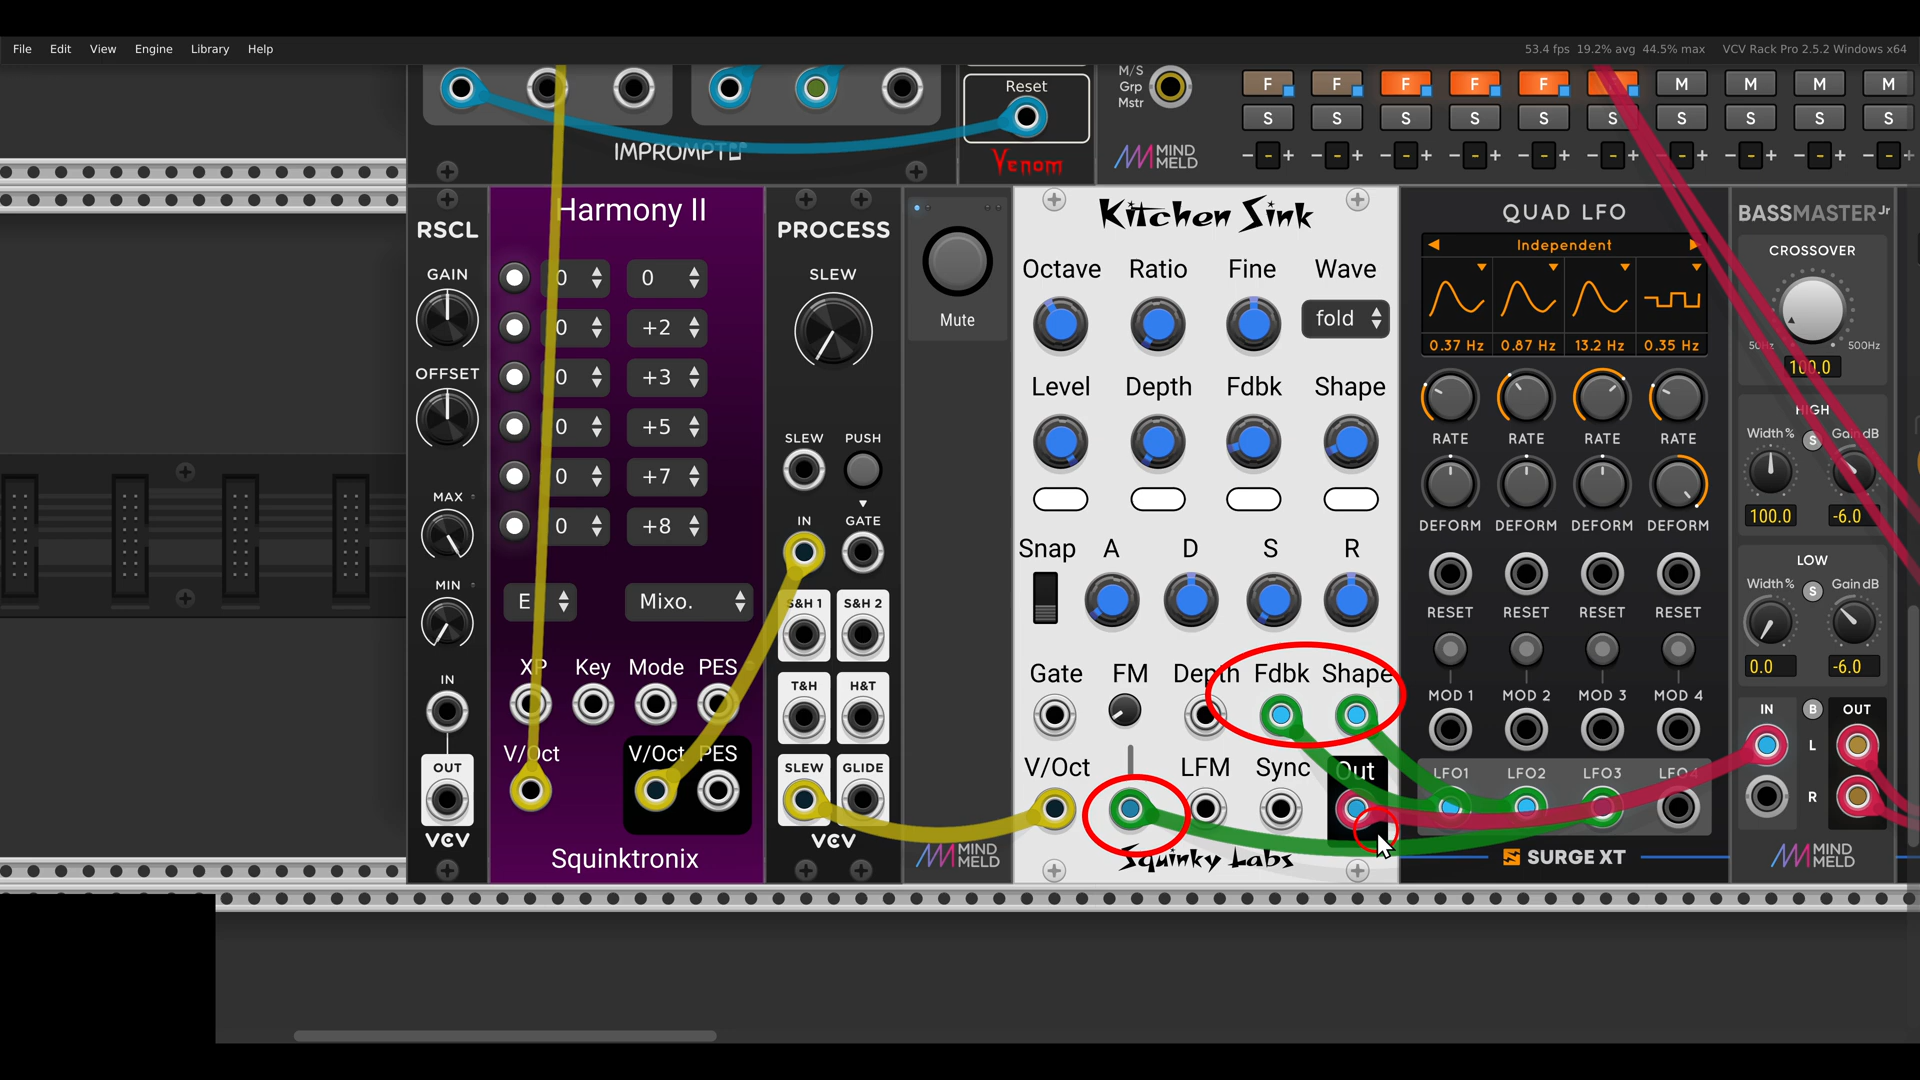 File Edit View Engine Library Help
53.4 fps 19.2% avg 44.5% max VCV Rack Pro 2.5.2 Windows x64
M/S
Grp
Mstr
Reset
F F F F F M M M M
S S S S S S S S S S
- - + - - + - - + - - + - - + - - + - - + - - + - - + - - +
IMPROMPTU
Venom
MIND
MELD
RSCL
GAIN
OFFSET
MAX
MIN
IN
OUT
VCV
Harmony II
0 0
0 +2
0 +3
0 +5
0 +7
0 +8
E Mixo.
XP Key Mode PES
V/Oct V/Oct PES
Squinktronix
PROCESS
SLEW
SLEW PUSH
IN GATE
S&H 1 S&H 2
T&H H&T
SLEW GLIDE
VCV
Mute
MIND
MELD
Kitchen Sink
Octave Ratio Fine Wave
fold
Level Depth Fdbk Shape
Snap A D S R
Gate FM Depth Fdbk Shape
V/Oct LFM Sync Out
Squinky Labs
QUAD LFO
Independent
0.37 Hz 0.87 Hz 13.2 Hz 0.35 Hz
RATE RATE RATE RATE
DEFORM DEFORM DEFORM DEFORM
RESET RESET RESET RESET
MOD 1 MOD 2 MOD 3 MOD 4
LFO1 LFO2 LFO3 LFO4
SURGE XT
BASSMASTER Jr
CROSSOVER
50Hz 500Hz
100.0
HIGH
Width % S Gain dB
100.0 -6.0
LOW
Width % S Gain dB
0.0 -6.0
IN B OUT
L
R
MIND
MELD